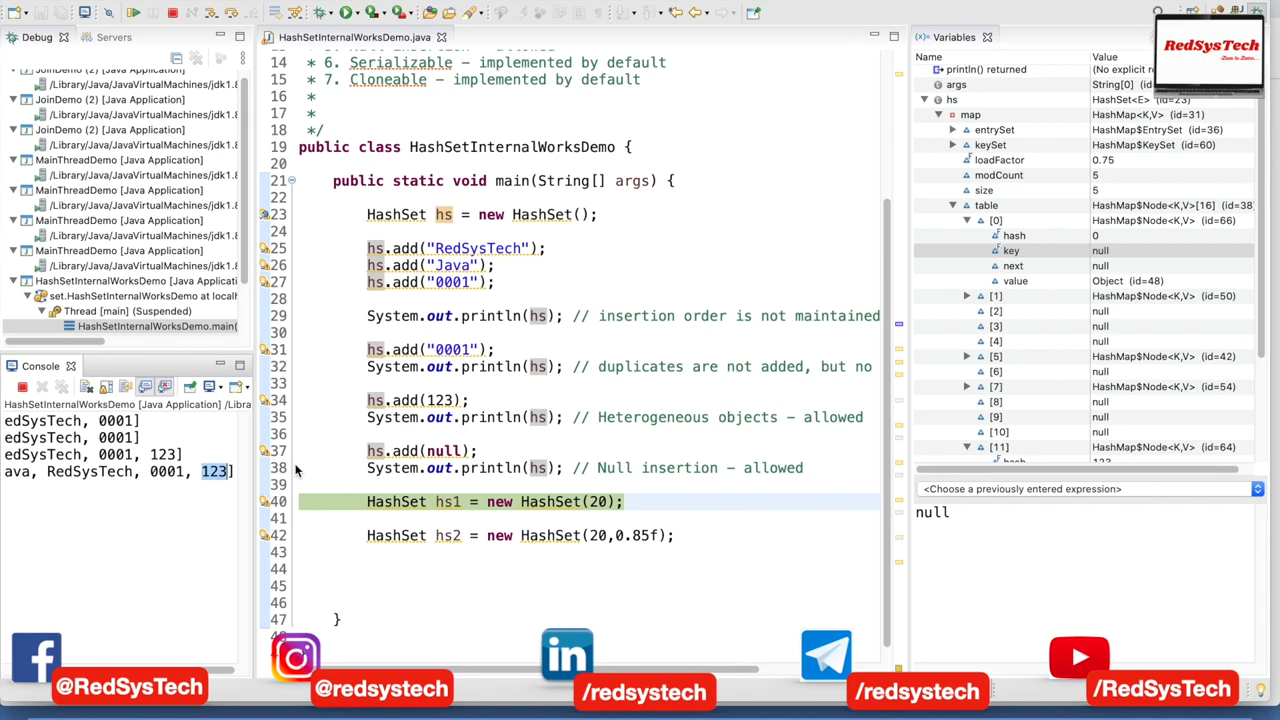 Debug
Servers
JoinDemo (2) [Java Application]
/Library/Java/JavaVirtualMachines/jdk1.8
JoinDemo (2) [Java Application]
/Library/Java/JavaVirtualMachines/jdk1.8
JoinDemo (2) [Java Application]
/Library/Java/JavaVirtualMachines/jdk1.8
MainThreadDemo [Java Application]
/Library/Java/JavaVirtualMachines/jdk1.8
MainThreadDemo [Java Application]
/Library/Java/JavaVirtualMachines/jdk1.8
MainThreadDemo [Java Application]
/Library/Java/JavaVirtualMachines/jdk1.8
MainThreadDemo [Java Application]
/Library/Java/JavaVirtualMachines/jdk1.8
HashSetInternalWorksDemo [Java Applicati
set.HashSetInternalWorksDemo at locall
Thread [main] (Suspended)
HashSetInternalWorksDemo.main(
Console
HashSetInternalWorksDemo [Java Application] /Libra
edSysTech, 0001]
edSysTech, 0001]
edSysTech, 0001, 123]
ava, RedSysTech, 0001, 123]
HashSetInternalWorksDemo.java
14 * 6. Serializable – implemented by default
15 * 7. Cloneable – implemented by default
16 *
17 *
18 */
19 public class HashSetInternalWorksDemo {
20
21 public static void main(String[] args) {
22
23 HashSet hs = new HashSet();
24
25 hs.add("RedSysTech");
26 hs.add("Java");
27 hs.add("0001");
28
29 System.out.println(hs); // insertion order is not maintained
30
31 hs.add("0001");
32 System.out.println(hs); // duplicates are not added, but no
33
34 hs.add(123);
35 System.out.println(hs); // Heterogeneous objects – allowed
36
37 hs.add(null);
38 System.out.println(hs); // Null insertion – allowed
39
40 HashSet hs1 = new HashSet(20);
41
42 HashSet hs2 = new HashSet(20,0.85f);
43
44
45
46
47 }
48
(x)= Variables
RedSysTech
Name Value
println() returned (No explicit re
args String[0] (id
hs HashSet<E> (id=23)
map HashMap<K,V> (id=31)
entrySet HashMap$EntrySet (id=36)
keySet HashMap$KeySet (id=60)
loadFactor 0.75
modCount 5
size 5
table HashMap$Node<K,V>[16] (id=38)
[0] HashMap$Node<K,V> (id=66)
hash 0
key null
next null
value Object (id=48)
[1] HashMap$Node<K,V> (id=50)
[2] null
[3] null
[4] null
[5] HashMap$Node<K,V> (id=42)
[6] null
[7] HashMap$Node<K,V> (id=54)
[8] null
[9] null
[10] null
[11] HashMap$Node<K,V> (id=64)
<Choose a previously entered expression>
null
@RedSysTech
@redsystech
in
/redsystech
/redsystech
/RedSysTech